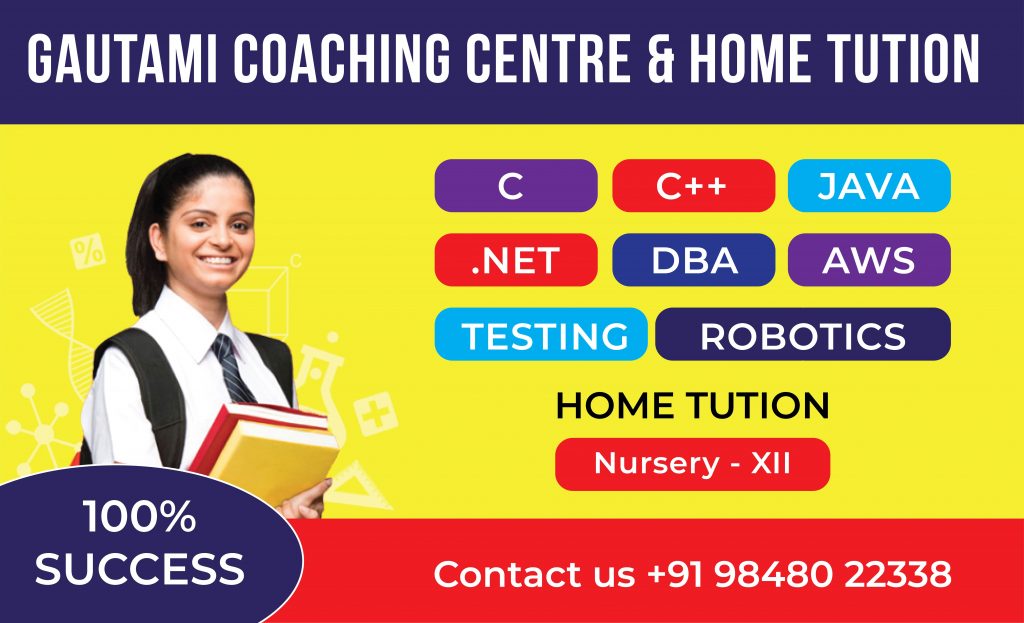 GAUTAMI COACHING CENTRE & HOME TUTION
C C++ JAVA
.NET DBA AWS
TESTING ROBOTICS
HOME TUTION
Nursery - XII
100%
SUCCESS
Contact us +91 98480 22338
%
C
+